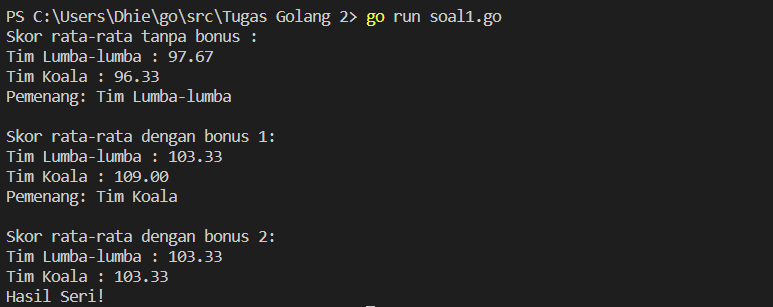 PS C:\Users\Dhie\go\src\Tugas Golang 2> go run soal1.go
Skor rata-rata tanpa bonus :
Tim Lumba-lumba : 97.67
Tim Koala : 96.33
Pemenang: Tim Lumba-lumba

Skor rata-rata dengan bonus 1:
Tim Lumba-lumba : 103.33
Tim Koala : 109.00
Pemenang: Tim Koala

Skor rata-rata dengan bonus 2:
Tim Lumba-lumba : 103.33
Tim Koala : 103.33
Hasil Seri!